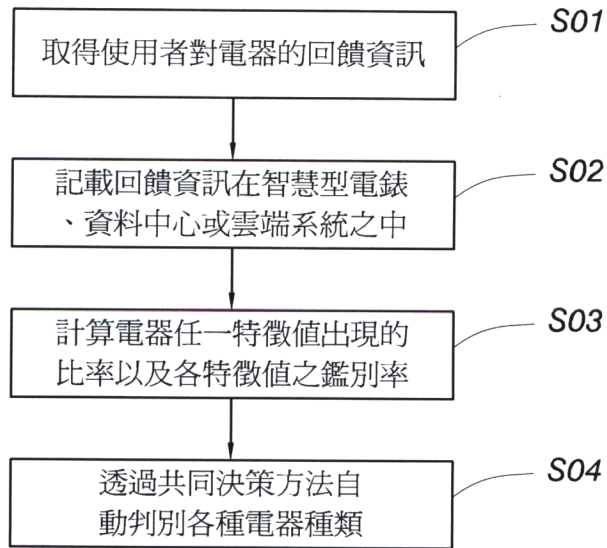 取得使用者對電器的回饋資訊
S01
記載回饋資訊在智慧型電錶
、資料中心或雲端系統之中
S02
計算電器任一特徵值出現的
比率以及各特徵值之鑑別率
S03
透過共同決策方法自
動判別各種電器種類
S04